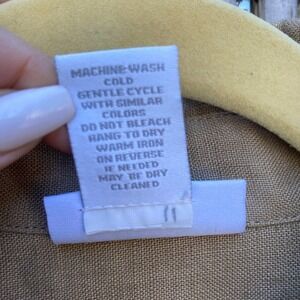 MACHINE WASH
COLD
GENTLE CYCLE
WITH SIMILAR
COLORS
DO NOT BLEACH
HANG TO DRY
WARM IRON
ON REVERSE
IF NEEDED
MAY BE DRY
CLEANED